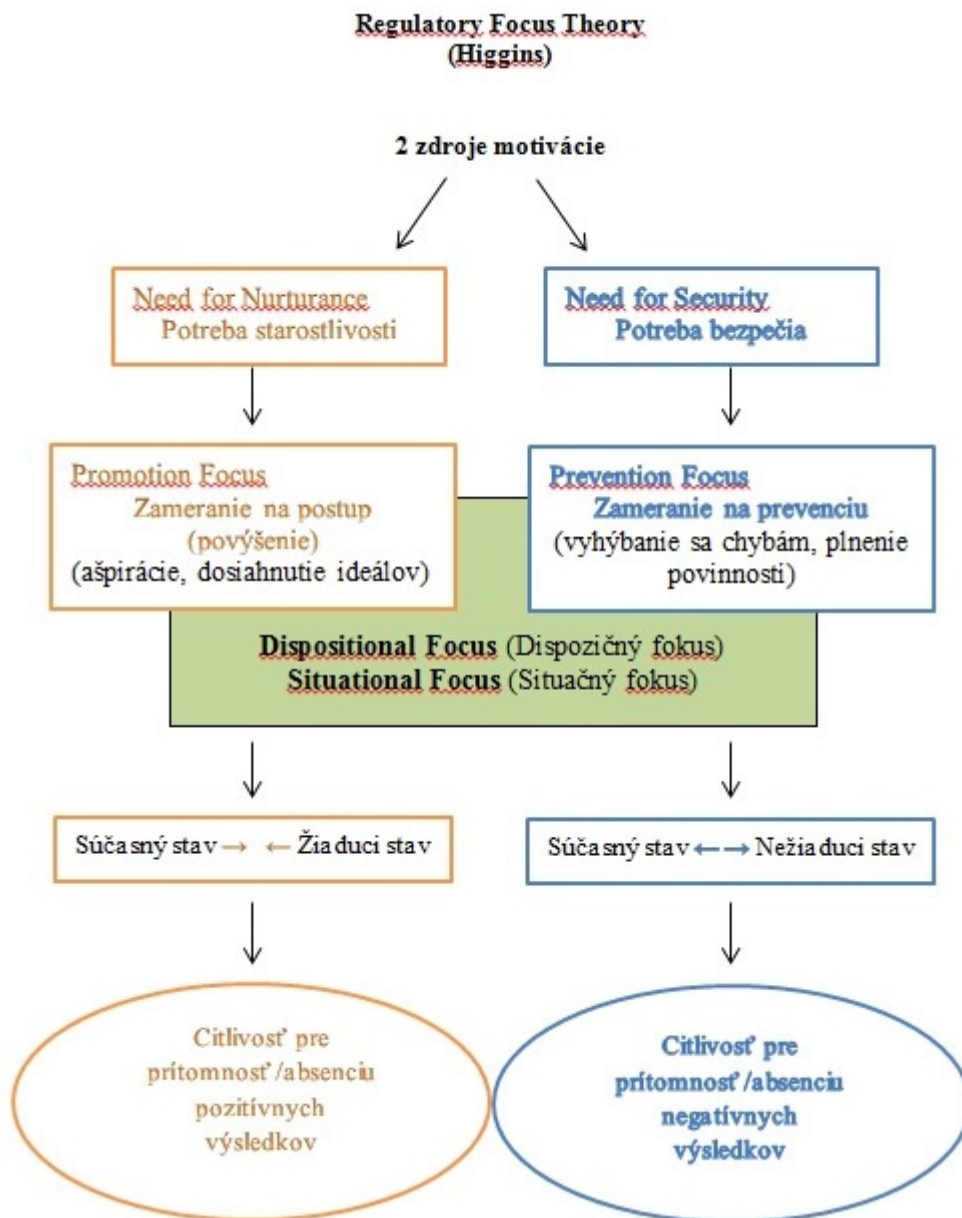 Regulatory Focus Theory
(Higgins)
2 zdroje motivácie
Need for Nurturance
Potreba starostlivosti
Need for Security
Potreba bezpečia
Promotion Focus
Zameranie na postup
(povýšenie)
(ašpirácie, dosiahnutie ideálov)
Prevention Focus
Zameranie na prevenciu
(vyhýbanie sa chybám, plnenie
povinností)
Dispositional Focus (Dispozičný fokus)
Situational Focus (Situačný fokus)
Súčasný stav → ← Žiaduci stav
Súčasný stav ← → Nežiaduci stav
Citlivosť pre
prítomnosť/absenciu
pozitívnych
výsledkov
Citlivosť pre
prítomnosť/absenciu
negatívnych
výsledkov